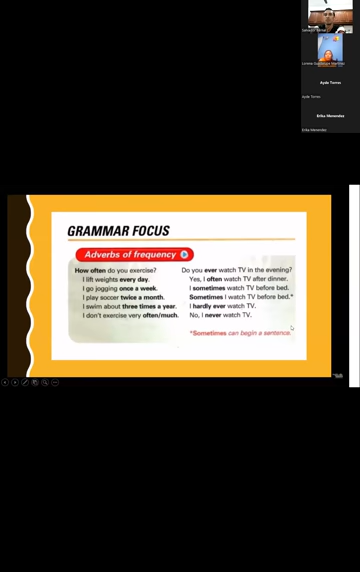 Ayde Torres
Ayde Torres
Erika Menendez
Erika Menendez
GRAMMAR FOCUS
Adverbs of frequency
How often do you exercise?
I lift weights every day.
I go jogging once a week.
I play soccer twice a month.
I swim about three times a year.
I don't exercise very often/much.
Do you ever watch TV in the evening?
Yes, I often watch TV after dinner.
I sometimes watch TV before bed.
Sometimes I watch TV before bed.*
I hardly ever watch TV.
No, I never watch TV.
*Sometimes can begin a sentence.